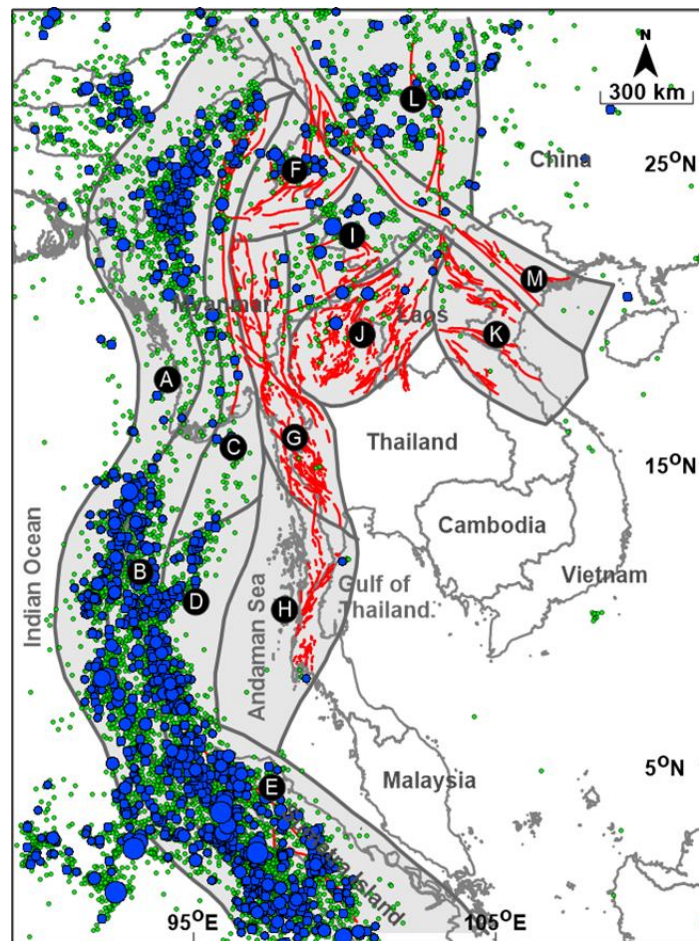 N
300 km
L
China
25°N
F
I
M
Myanmar
Laos
K
J
A
G
C
Thailand
15°N
Indian Ocean
B
D
Cambodia
Andaman Sea
H
Gulf of
Thailand.
Vietnam
E
Malaysia
5°N
Island
95°E
105°E